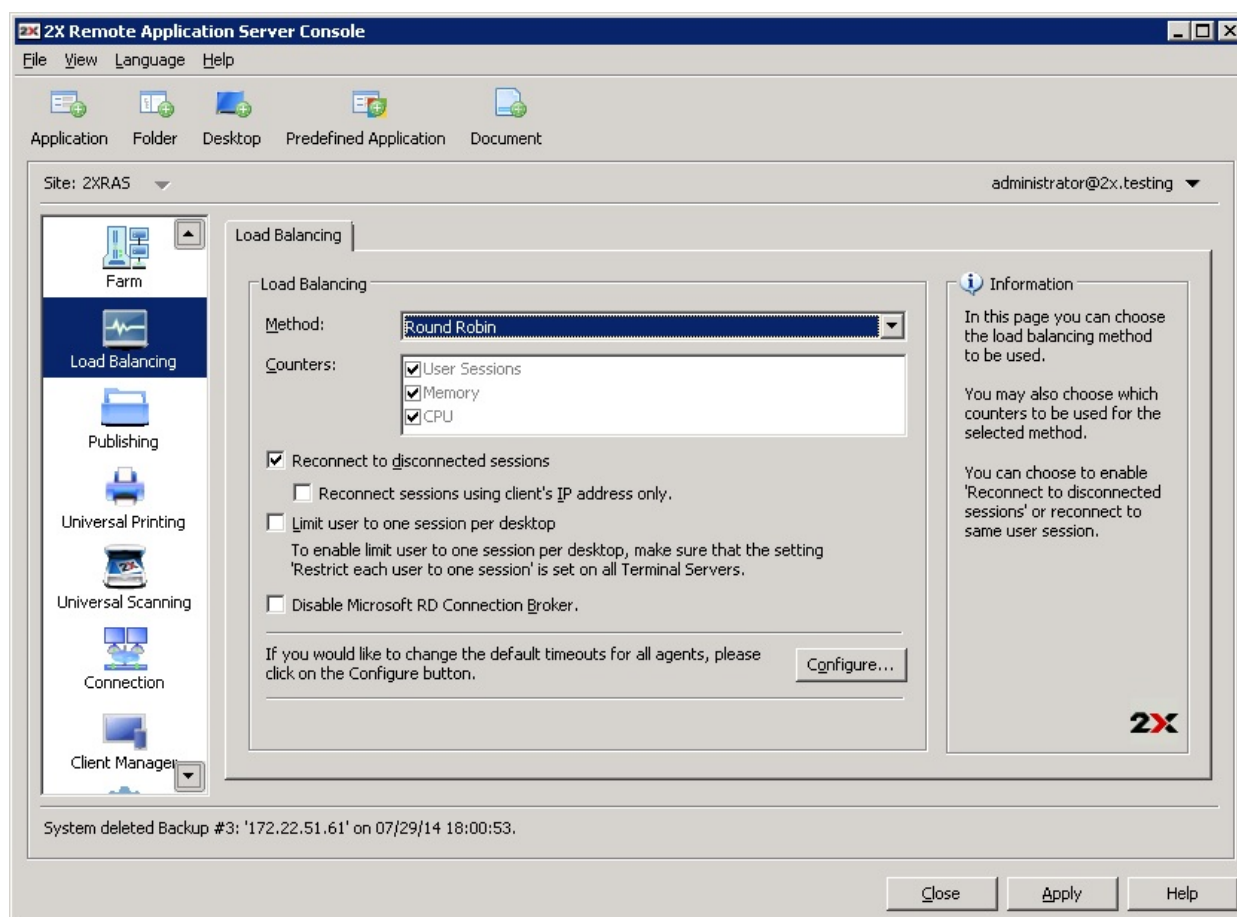 2X Remote Application Server Console
File View Language Help
Application Folder Desktop Predefined Application Document
Site: 2XRAS
administrator@2x.testing
Farm
Load Balancing
Publishing
Universal Printing
Universal Scanning
Connection
Client Manager
Load Balancing
Load Balancing
Method:
Round Robin
Counters:
User Sessions
Memory
CPU
Reconnect to disconnected sessions
Reconnect sessions using client's IP address only.
Limit user to one session per desktop
To enable limit user to one session per desktop, make sure that the setting
'Restrict each user to one session' is set on all Terminal Servers.
Disable Microsoft RD Connection Broker.
If you would like to change the default timeouts for all agents, please
click on the Configure button.
Configure...
Information
In this page you can choose
the load balancing method
to be used.
You may also choose which
counters to be used for the
selected method.
You can choose to enable
'Reconnect to disconnected
sessions' or reconnect to
same user session.
2X
System deleted Backup #3: '172.22.51.61' on 07/29/14 18:00:53.
Close Apply Help